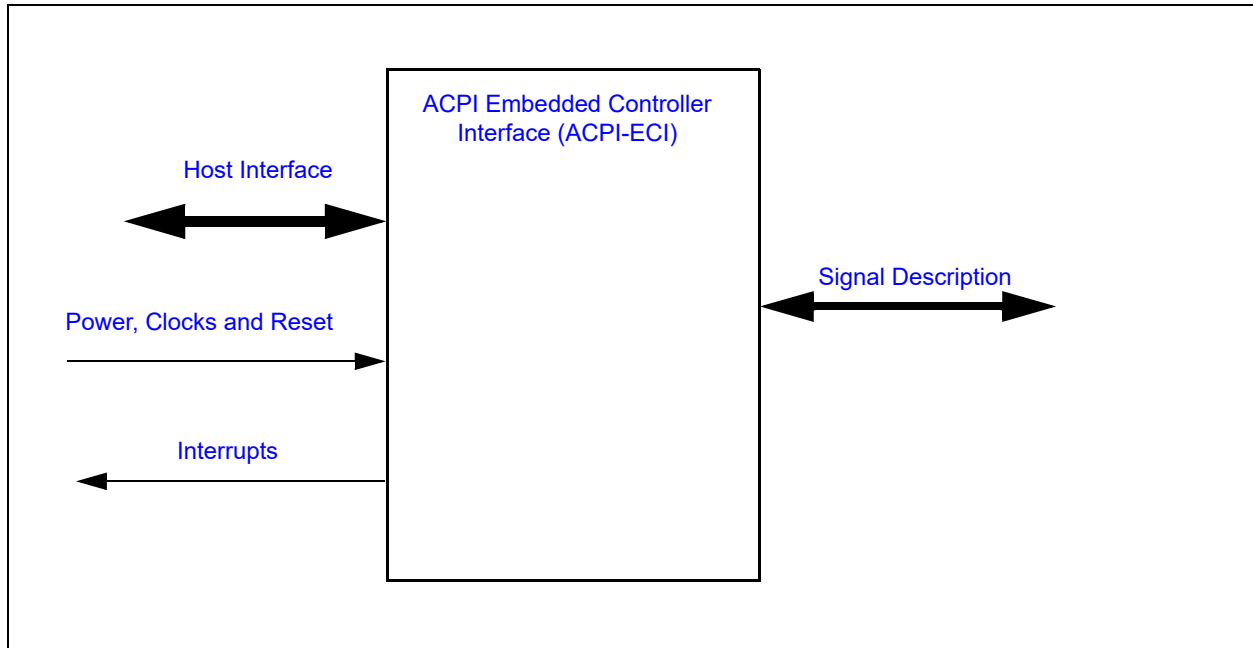 ACPI Embedded Controller
Interface (ACPI-ECI)
Host Interface
Signal Description
Power, Clocks and Reset
Interrupts